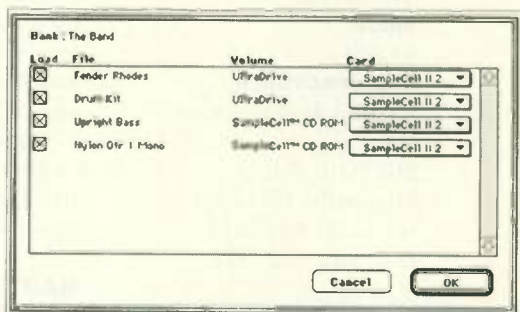 Bank : The Band
Load File Volume Card
Fender Rhodes UltraDrive SampleCell II 2
Drum Kit UltraDrive SampleCell II 2
Upright Bass SampleCell™ CD ROM SampleCell II 2
Nylon Gtr 1 Mono SampleCell™ CD ROM SampleCell II 2
Cancel OK